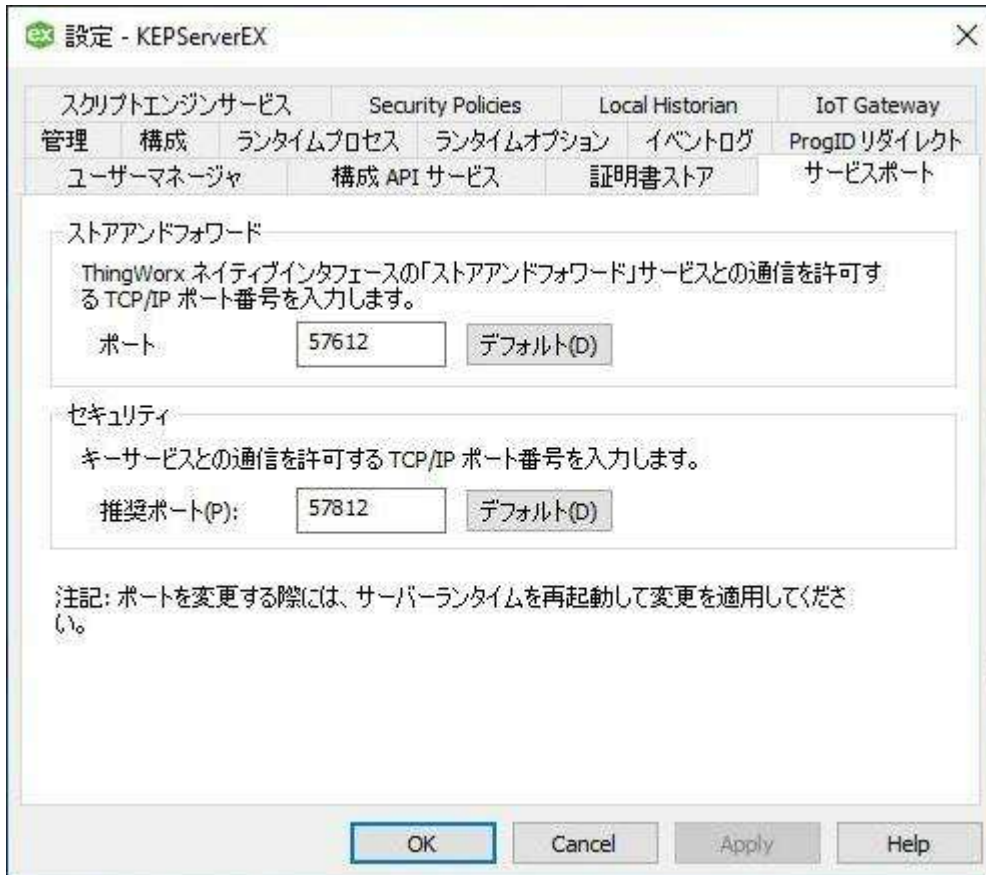 設定 - KEPServerEX
スクリプトエンジンサービス Security Policies Local Historian IoT Gateway
管理 構成 ランタイムプロセス ランタイムオプション イベントログ ProgID リダイレクト
ユーザーマネージャ 構成 API サービス 証明書ストア サービスポート
ストアアンドフォワード
ThingWorx ネイティブインタフェースの「ストアアンドフォワード」サービスとの通信を許可す
る TCP/IP ポート番号を入力します。
ポート 57612 デフォルト(D)
セキュリティ
キーサービスとの通信を許可する TCP/IP ポート番号を入力します。
推奨ポート(P): 57812 デフォルト(D)
注記: ポートを変更する際には、サーバーランタイムを再起動して変更を適用してくださ
い。
OK Cancel Apply Help